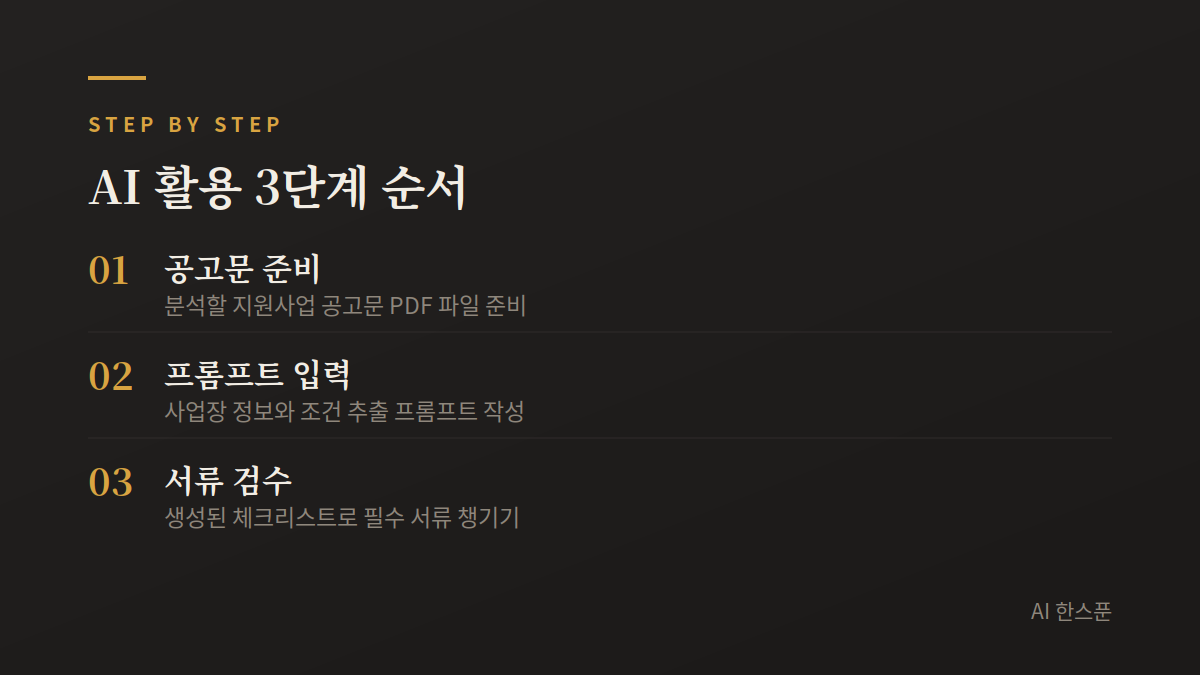 STEP BY STEP
AI 활용 3단계 순서
01 공고문 준비
분석할 지원사업 공고문 PDF 파일 준비
02 프롬프트 입력
사업장 정보와 조건 추출 프롬프트 작성
03 서류 검수
생성된 체크리스트로 필수 서류 챙기기
AI 한스푼